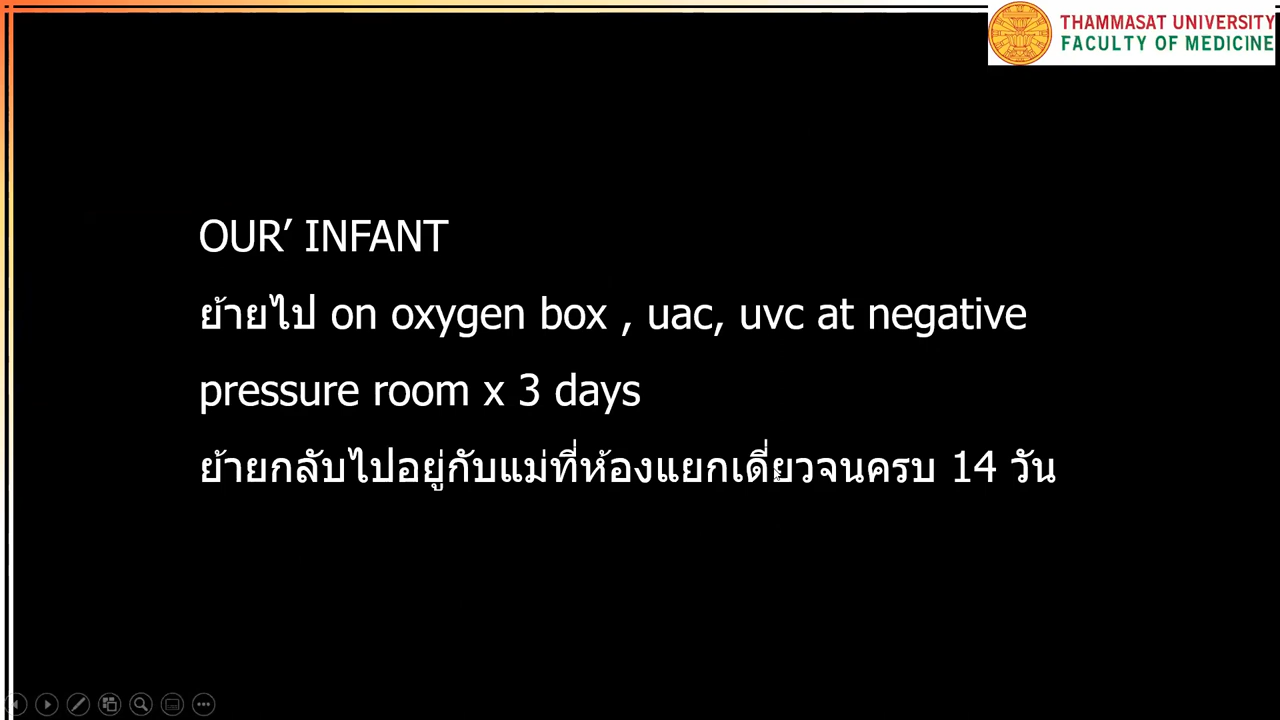 THAMMASAT UNIVERSITY
FACULTY OF MEDICINE
OUR’ INFANT
ย้ายไป on oxygen box , uac, uvc at negative
pressure room x 3 days
ย้ายกลับไปอยู่กับแม่ที่ห้องแยกเดี่ยวจนครบ 14 วัน